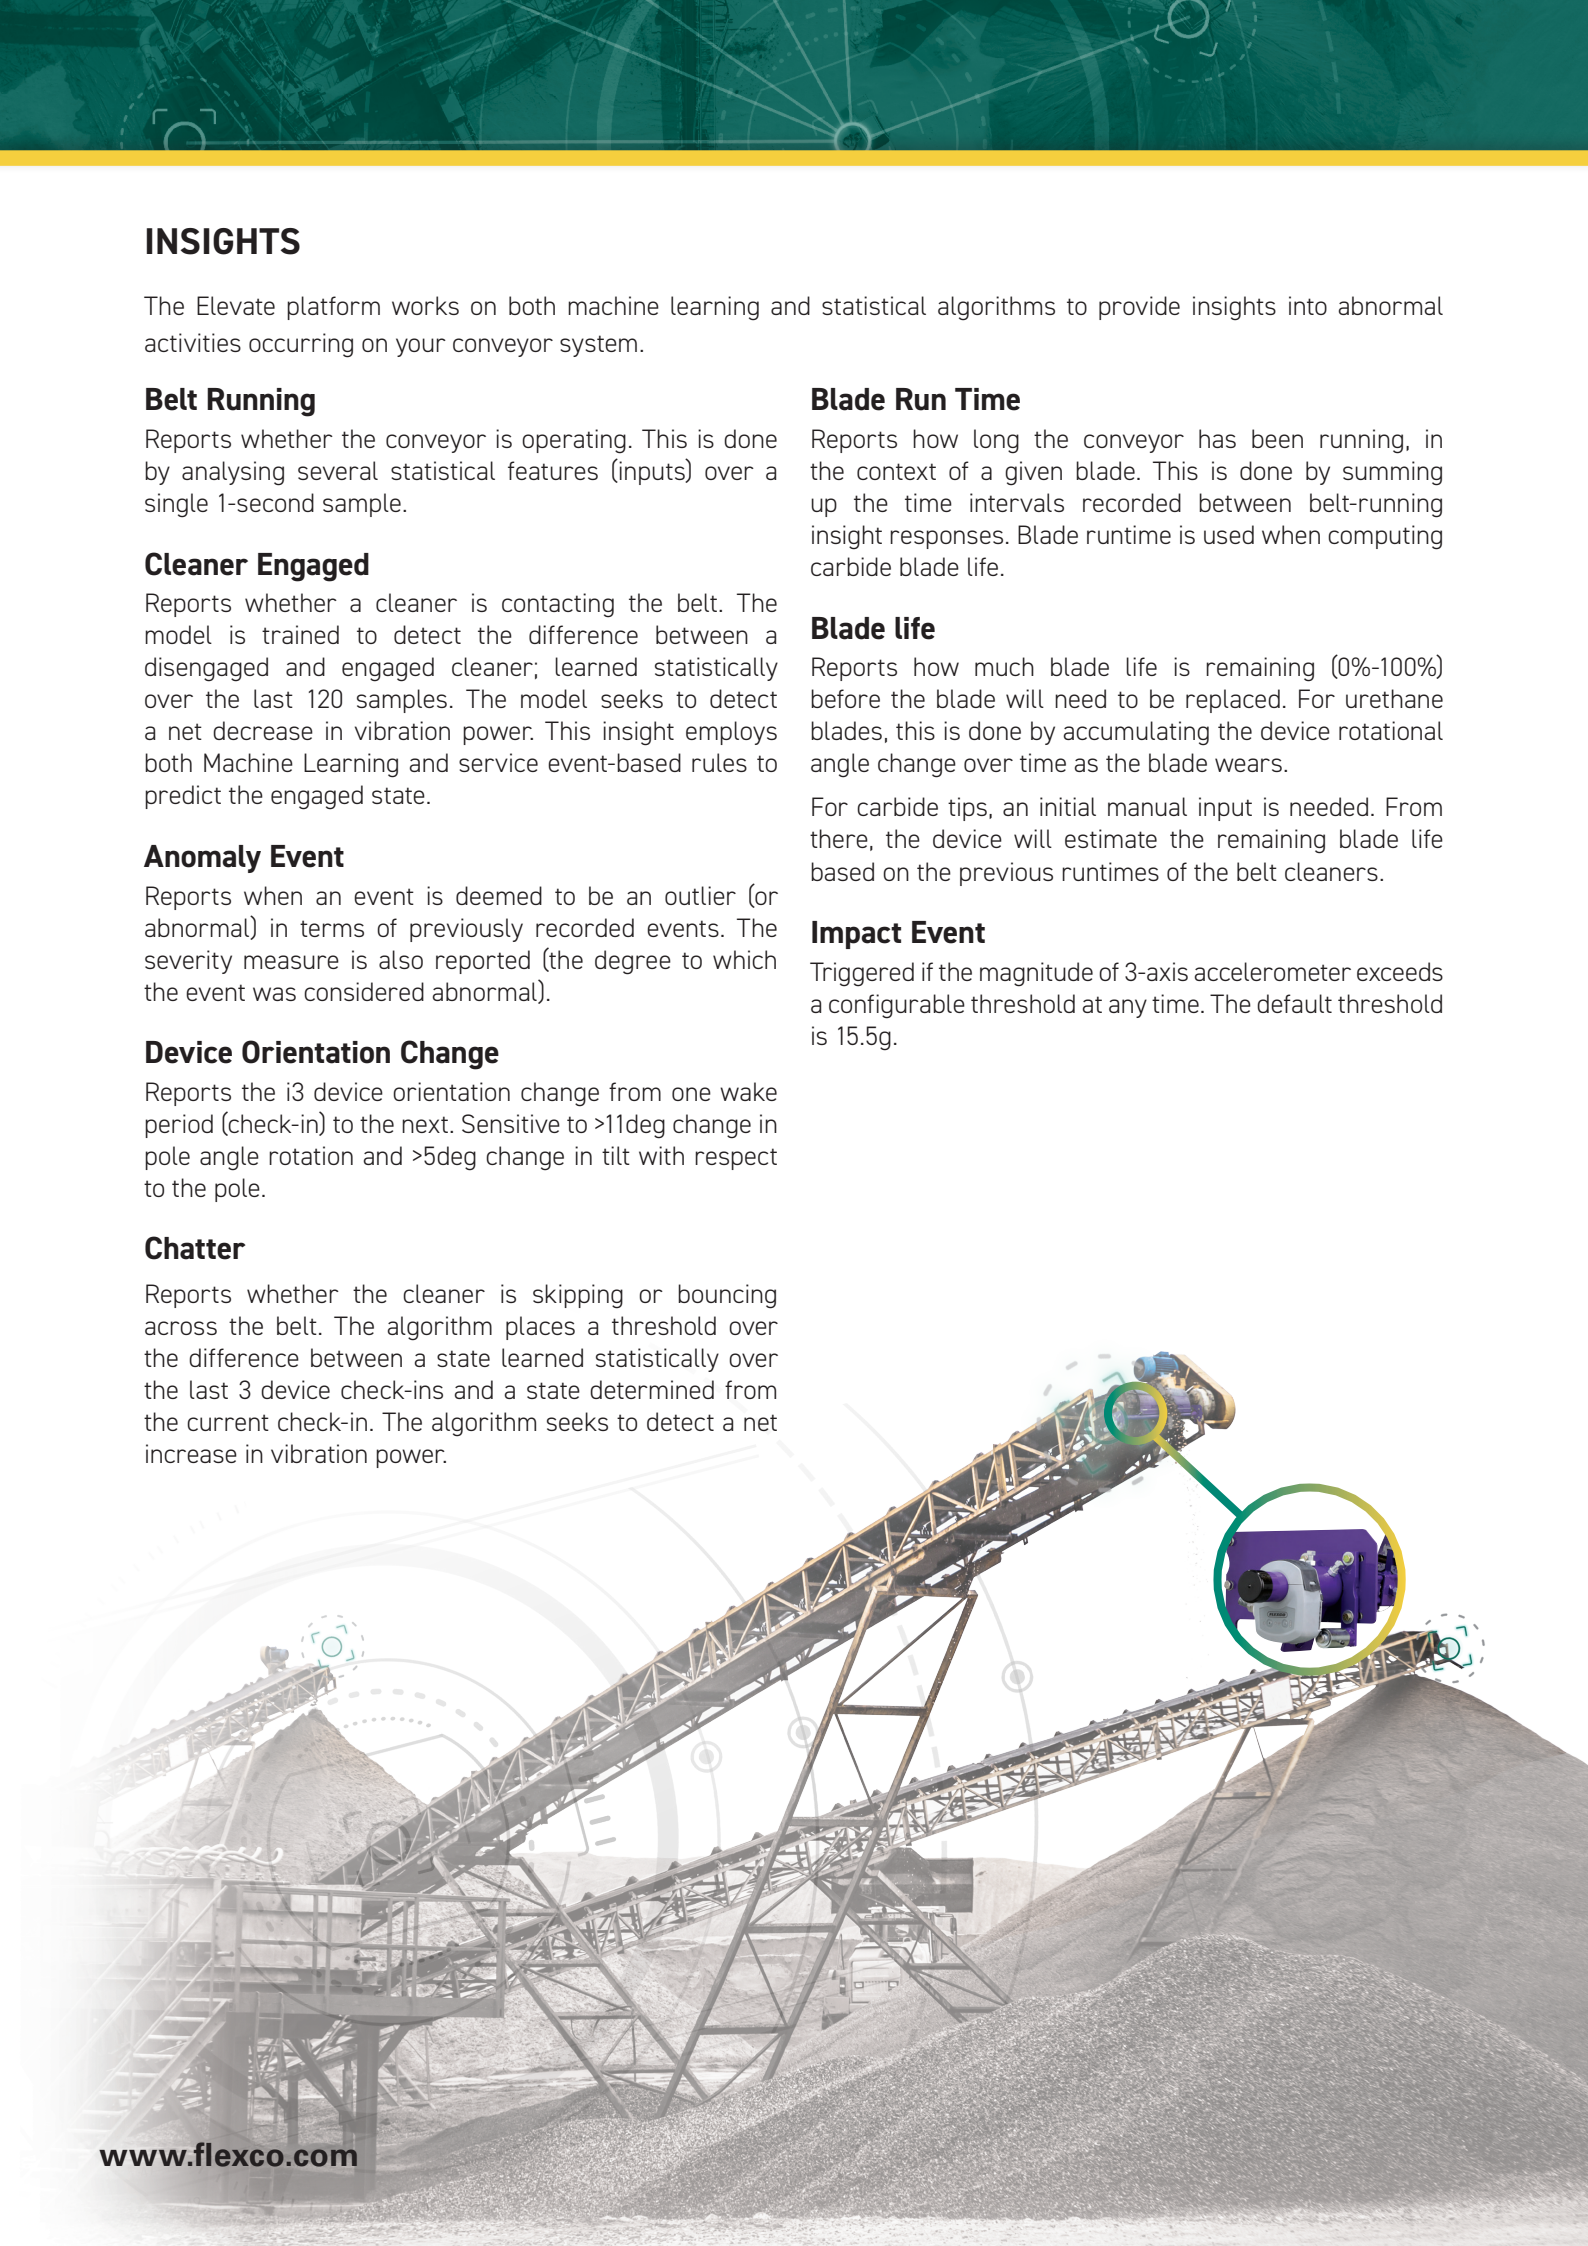 INSIGHTS
The Elevate platform works on both machine learning and statistical algorithms to provide insights into abnormal
activities occurring on your conveyor system.
Belt Running
Reports whether the conveyor is operating. This is done
by analysing several statistical features (inputs) over a
single 1-second sample.
Cleaner Engaged
Reports whether a cleaner is contacting the belt. The
model is trained to detect the difference between a
disengaged and engaged cleaner; learned statistically
over the last 120 samples. The model seeks to detect
a net decrease in vibration power. This insight employs
both Machine Learning and service event-based rules to
predict the engaged state.
Anomaly Event
Reports when an event is deemed to be an outlier (or
abnormal) in terms of previously recorded events. The
severity measure is also reported (the degree to which
the event was considered abnormal).
Device Orientation Change
Reports the i3 device orientation change from one wake
period (check-in) to the next. Sensitive to >11deg change in
pole angle rotation and >5deg change in tilt with respect
to the pole.
Chatter
Reports whether the cleaner is skipping or bouncing
across the belt. The algorithm places a threshold over
the difference between a state learned statistically over
the last 3 device check-ins and a state determined from
the current check-in. The algorithm seeks to detect a net
increase in vibration power.
Blade Run Time
Reports how long the conveyor has been running, in
the context of a given blade. This is done by summing
up the time intervals recorded between belt-running
insight responses. Blade runtime is used when computing
carbide blade life.
Blade life
Reports how much blade life is remaining (0%-100%)
before the blade will need to be replaced. For urethane
blades, this is done by accumulating the device rotational
angle change over time as the blade wears.
For carbide tips, an initial manual input is needed. From
there, the device will estimate the remaining blade life
based on the previous runtimes of the belt cleaners.
Impact Event
Triggered if the magnitude of 3-axis accelerometer exceeds
a configurable threshold at any time. The default threshold
is 15.5g.
www.flexco.com